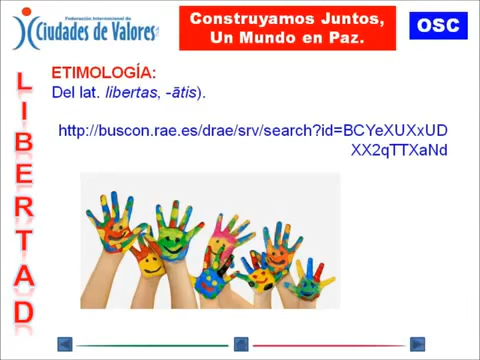 Federación Internacional de
Ciudades de Valores
Construyamos Juntos,
Un Mundo en Paz.
OSC
LIBERTAD
ETIMOLOGÍA:
Del lat. libertas, -ātis).
http://buscon.rae.es/drae/srv/search?id=BCYeXUXxUD
XX2qTTXaNd